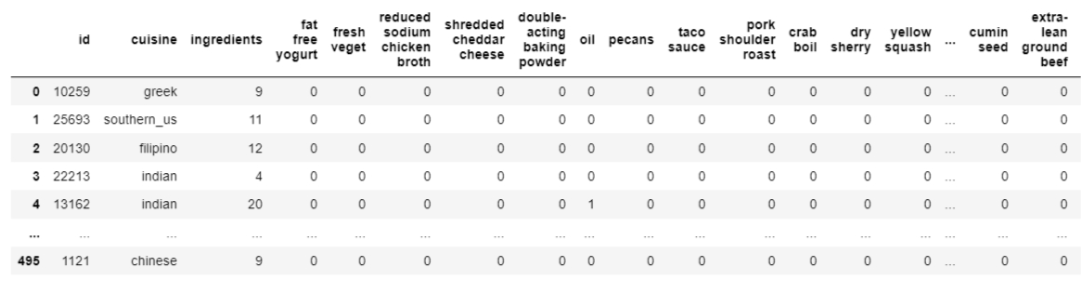 id cuisine ingredients fat free yogurt fresh veget reduced sodium chicken broth shredded cheddar cheese double-acting baking powder oil pecans taco sauce pork shoulder roast crab boil dry sherry yellow squash ... cumin seed extra-lean ground beef
0 10259 greek 9 0 0 0 0 0 0 0 0 0 0 0 0 ... 0 0
1 25693 southern_us 11 0 0 0 0 0 0 0 0 0 0 0 0 ... 0 0
2 20130 filipino 12 0 0 0 0 0 0 0 0 0 0 0 0 ... 0 0
3 22213 indian 4 0 0 0 0 0 0 0 0 0 0 0 0 ... 0 0
4 13162 indian 20 0 0 0 0 0 1 0 0 0 0 0 0 ... 0 0
... ... ... ... ... ... ... ... ... ... ... ... ... ... ... ... ... ... ...
495 1121 chinese 9 0 0 0 0 0 0 0 0 0 0 0 0 ... 0 0